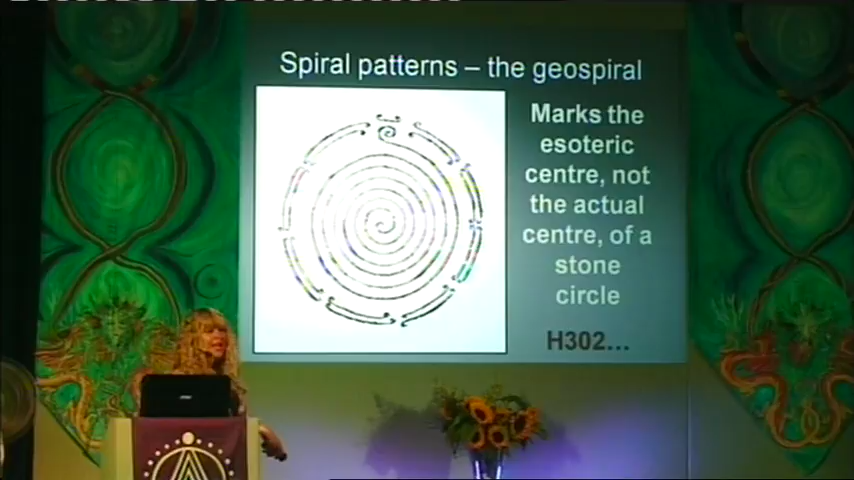 Spiral patterns – the geospiral
Marks the
esoteric
centre, not
the actual
centre, of a
stone
circle
H302...